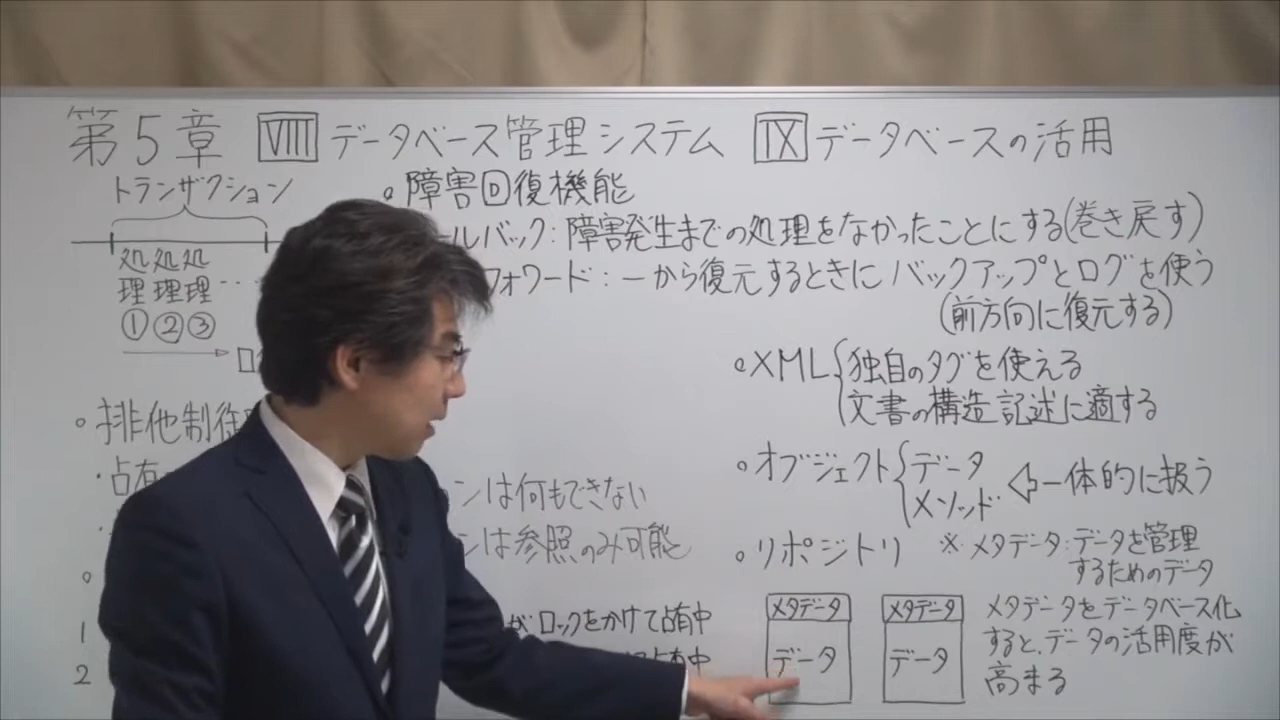 第5章 VIII データベース管理システム IX データベースの活用
トランザクション
処 処 処
理 理 理 ‥
① ② ③
ロ
。障害回復機能
ールバック:障害発生までの処理をなかったことにする(巻き戻す)
フォワード:一から復元するときにバックアップとログを使う
(前方向に復元する)
。排他制御
・占有
ンは何もできない
ンは参照のみ可能
0
1
がロックをかけて占有中
2
占有中
。XML
独自のタグを使える
文書の構造記述に適する
。オブジェクト
データ
メソッド
⇦一体的に扱う
。リポジトリ
※メタデータ:データを管理
するためのデータ
メタデータ
データ
メタデータ
データ
メタデータをデータベース化
すると、データの活用度が
高まる